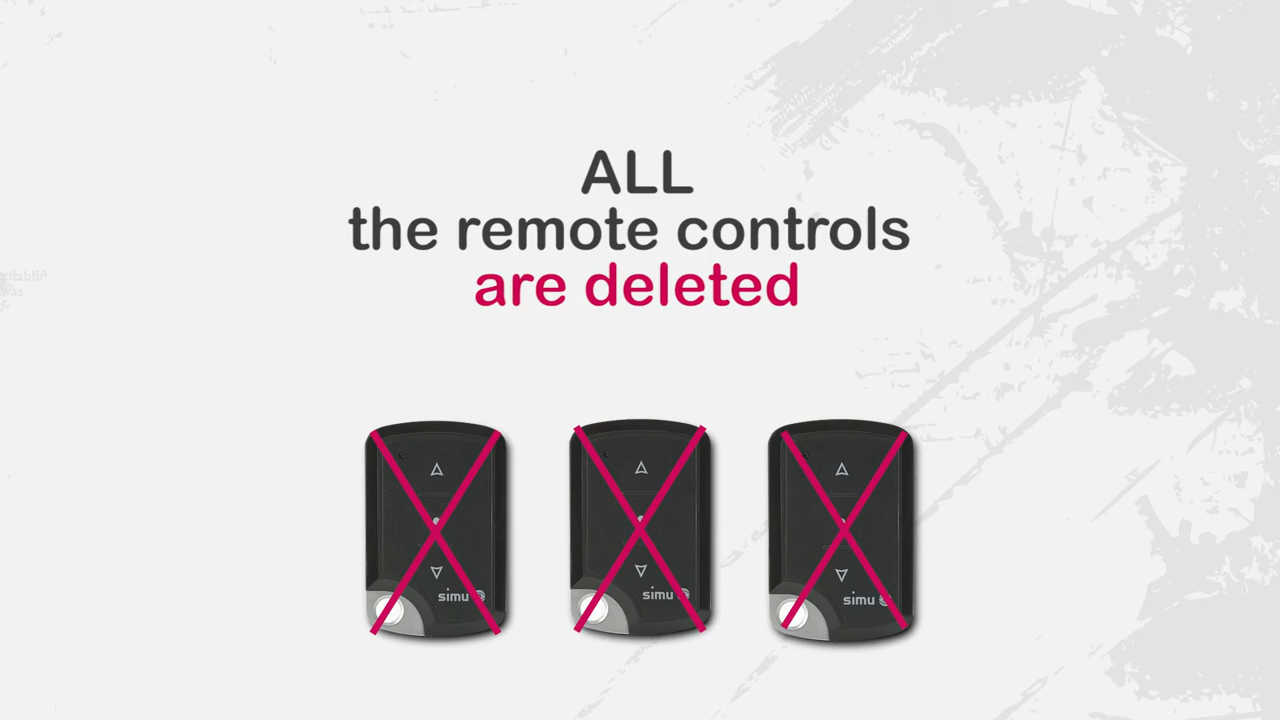 ALL
the remote controls
are deleted
simu
simu
simu